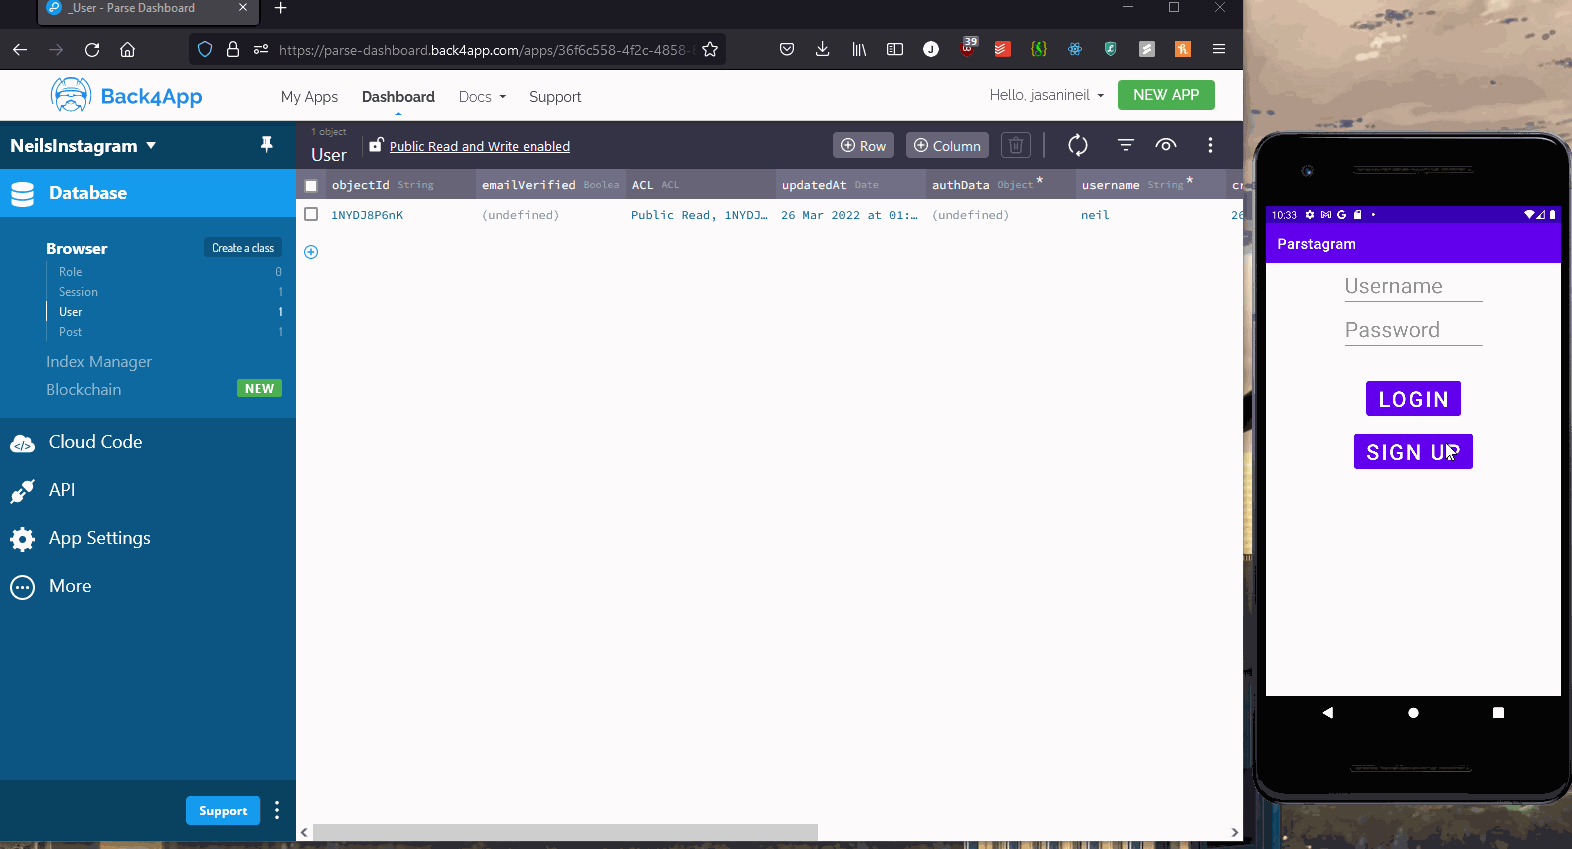 _User - Parse Dashboard
https://parse-dashboard.back4app.com/apps/36f6c558-4f2c-4858-
39
Back4App
My Apps
Dashboard
Docs
Support
Hello, jasanineil
NEW APP
NeilsInstagram
1 object
User
Public Read and Write enabled
Row
Column
Database
objectId String
emailVerified Boolea
ACL ACL
updatedAt Date
authData Object *
username String *
cr
1NYDJ8P6nK
(undefined)
Public Read, 1NYDJ…
26 Mar 2022 at 01:…
(undefined)
neil
26
Browser
Create a class
Role 0
Session 1
User 1
Post 1
Index Manager
Blockchain
NEW
Cloud Code
API
App Settings
More
Support
10:33
Parstagram
Username
Password
LOGIN
SIGN UP